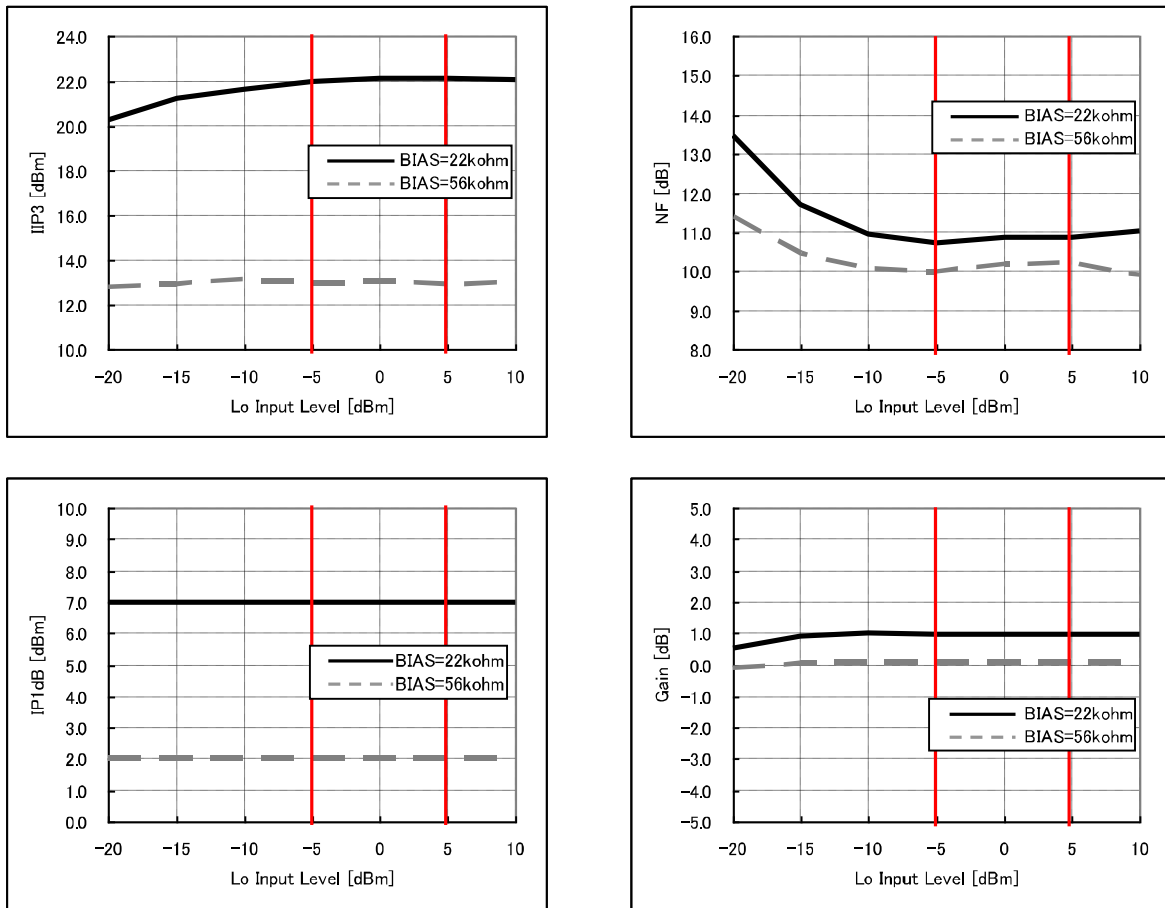 IIP3 [dBm]
24.0
22.0
20.0
18.0
16.0
14.0
12.0
10.0
BIAS=22kohm
BIAS=56kohm
-20 -15 -10 -5 0 5 10
Lo Input Level [dBm]
NF [dB]
16.0
15.0
14.0
13.0
12.0
11.0
10.0
9.0
8.0
BIAS=22kohm
BIAS=56kohm
-20 -15 -10 -5 0 5 10
Lo Input Level [dBm]
IP1dB [dBm]
10.0
9.0
8.0
7.0
6.0
5.0
4.0
3.0
2.0
1.0
0.0
BIAS=22kohm
BIAS=56kohm
-20 -15 -10 -5 0 5 10
Lo Input Level [dBm]
Gain [dB]
5.0
4.0
3.0
2.0
1.0
0.0
-1.0
-2.0
-3.0
-4.0
-5.0
BIAS=22kohm
BIAS=56kohm
-20 -15 -10 -5 0 5 10
Lo Input Level [dBm]